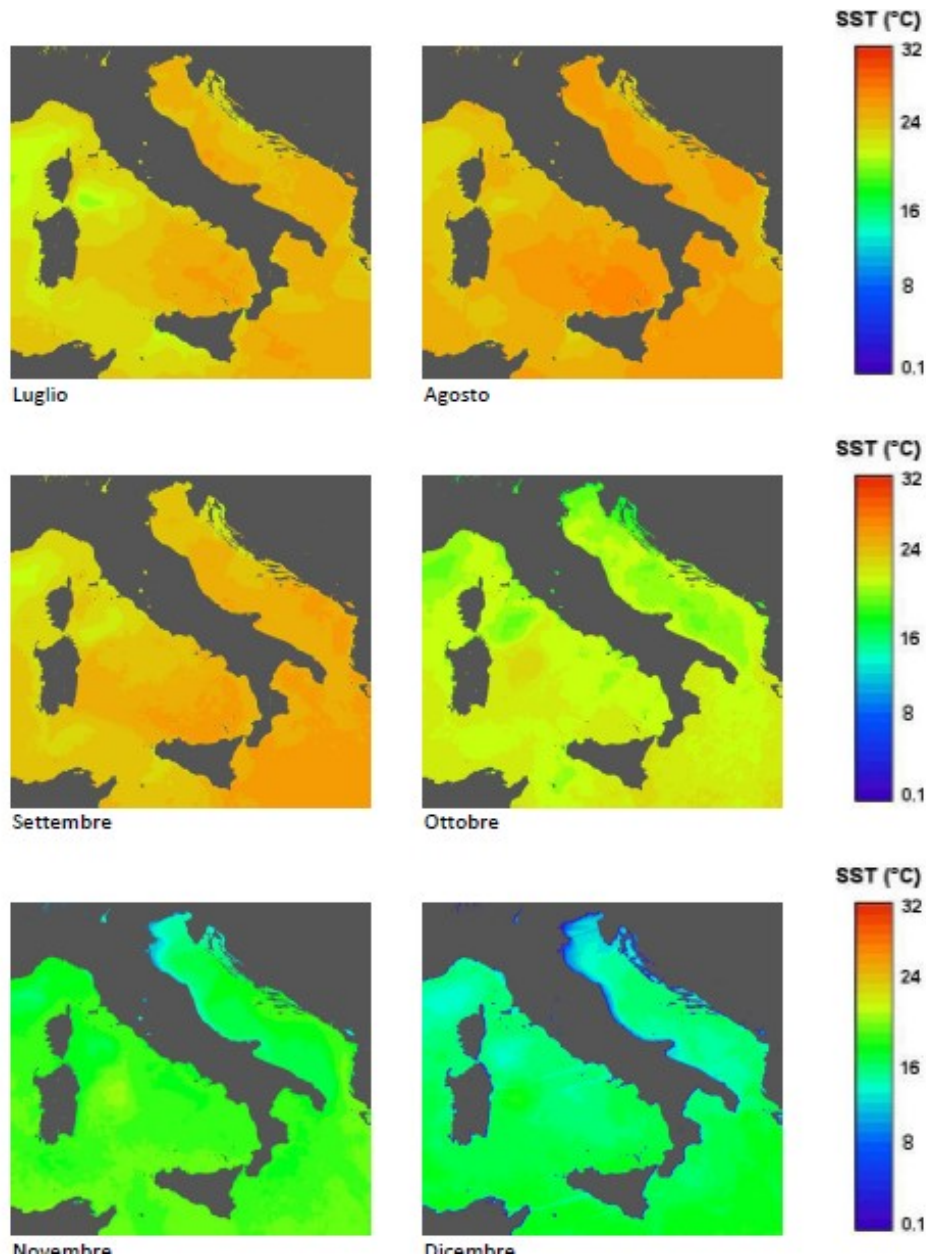 SST (°C)
32
24
16
8
0.1
Luglio
Agosto
SST (°C)
32
24
16
8
0.1
Settembre
Ottobre
SST (°C)
32
24
16
8
0.1
Novembre
Dicembre